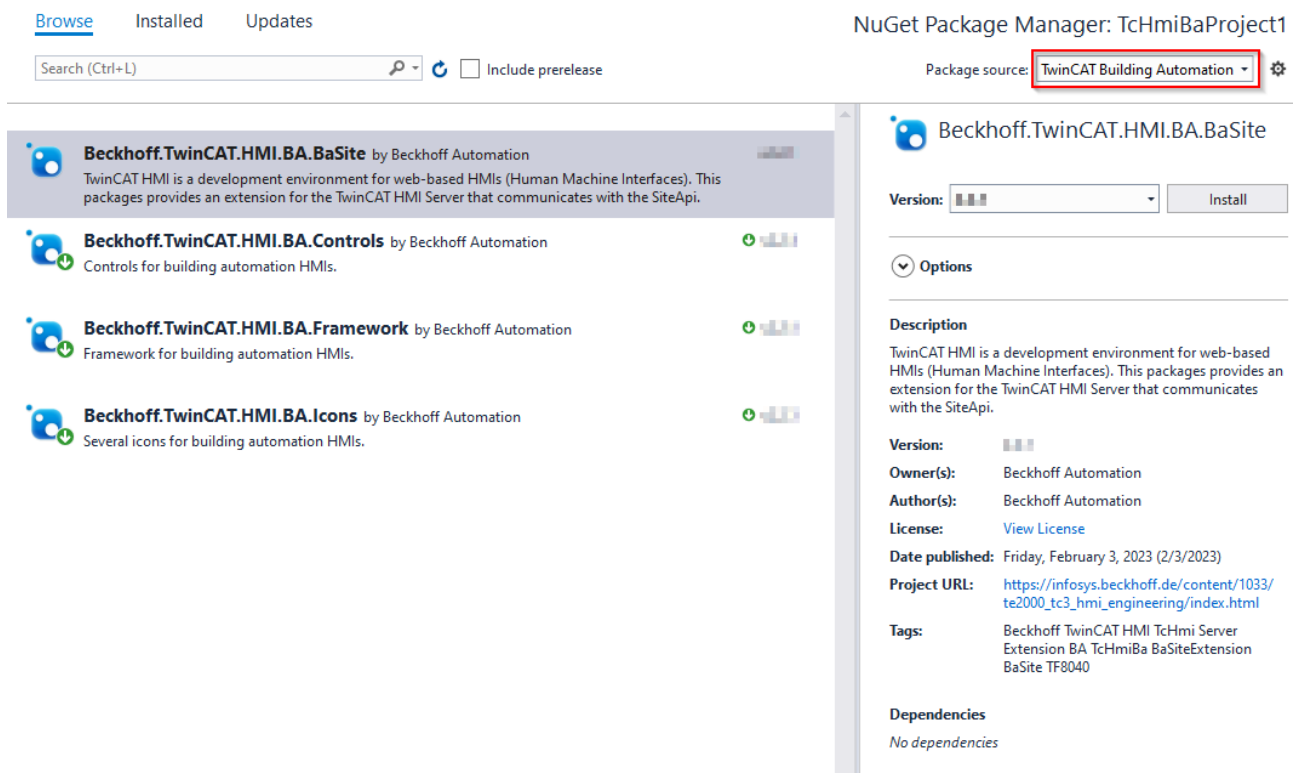 Browse Installed Updates
NuGet Package Manager: TcHmiBaProject1
Search (Ctrl+L)
Include prerelease
Package source: TwinCAT Building Automation
Beckhoff.TwinCAT.HMI.BA.BaSite by Beckhoff Automation
TwinCAT HMI is a development environment for web-based HMIs (Human Machine Interfaces). This
packages provides an extension for the TwinCAT HMI Server that communicates with the SiteApi.
Beckhoff.TwinCAT.HMI.BA.Controls by Beckhoff Automation
Controls for building automation HMIs.
Beckhoff.TwinCAT.HMI.BA.Framework by Beckhoff Automation
Framework for building automation HMIs.
Beckhoff.TwinCAT.HMI.BA.Icons by Beckhoff Automation
Several icons for building automation HMIs.
Beckhoff.TwinCAT.HMI.BA.BaSite
Version:
Install
Options
Description
TwinCAT HMI is a development environment for web-based
HMIs (Human Machine Interfaces). This packages provides an
extension for the TwinCAT HMI Server that communicates
with the SiteApi.
Version:
Owner(s): Beckhoff Automation
Author(s): Beckhoff Automation
License: View License
Date published: Friday, February 3, 2023 (2/3/2023)
Project URL: https://infosys.beckhoff.de/content/1033/
te2000_tc3_hmi_engineering/index.html
Tags: Beckhoff TwinCAT HMI TcHmi Server
Extension BA TcHmiBa BaSiteExtension
BaSite TF8040
Dependencies
No dependencies